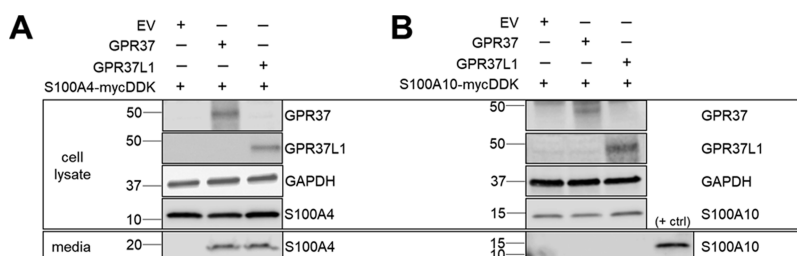 A
EV + − −
GPR37 − + −
GPR37L1 − − +
S100A4-mycDDK + + +
50 GPR37
50 GPR37L1
cell lysate
37 GAPDH
10 S100A4
media 20 S100A4
B
EV + − −
GPR37 − + −
GPR37L1 − − +
S100A10-mycDDK + + +
50 GPR37
50 GPR37L1
37 GAPDH
15 S100A10
(+ ctrl)
15 S100A10
10